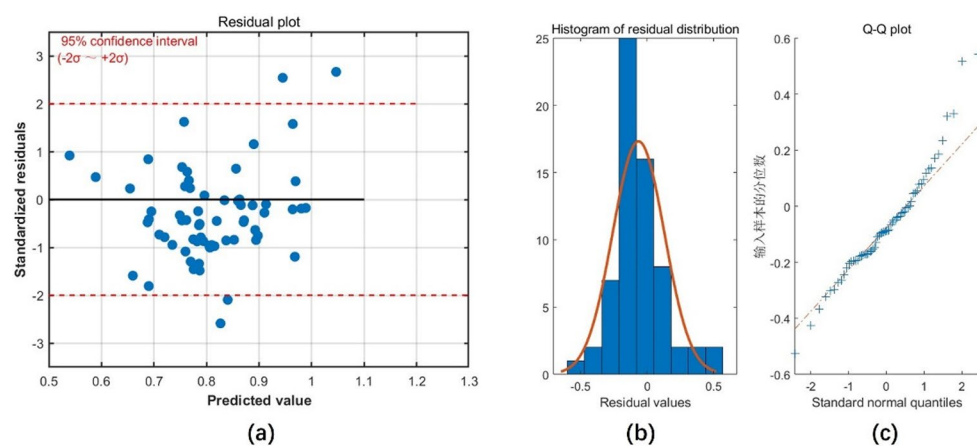 Residual plot
95% confidence interval
(-2σ ~ +2σ)
3
2
1
0
-1
-2
-3
Standardized residuals
0.5 0.6 0.7 0.8 0.9 1 1.1 1.2 1.3
Predicted value
(a)
Histogram of residual distribution
25
20
15
10
5
0
-0.5 0 0.5
Residual values
(b)
Q-Q plot
0.6
0.4
0.2
0
-0.2
-0.4
-0.6
输入样本的分位数
-2 -1 0 1 2
Standard normal quantiles
(c)